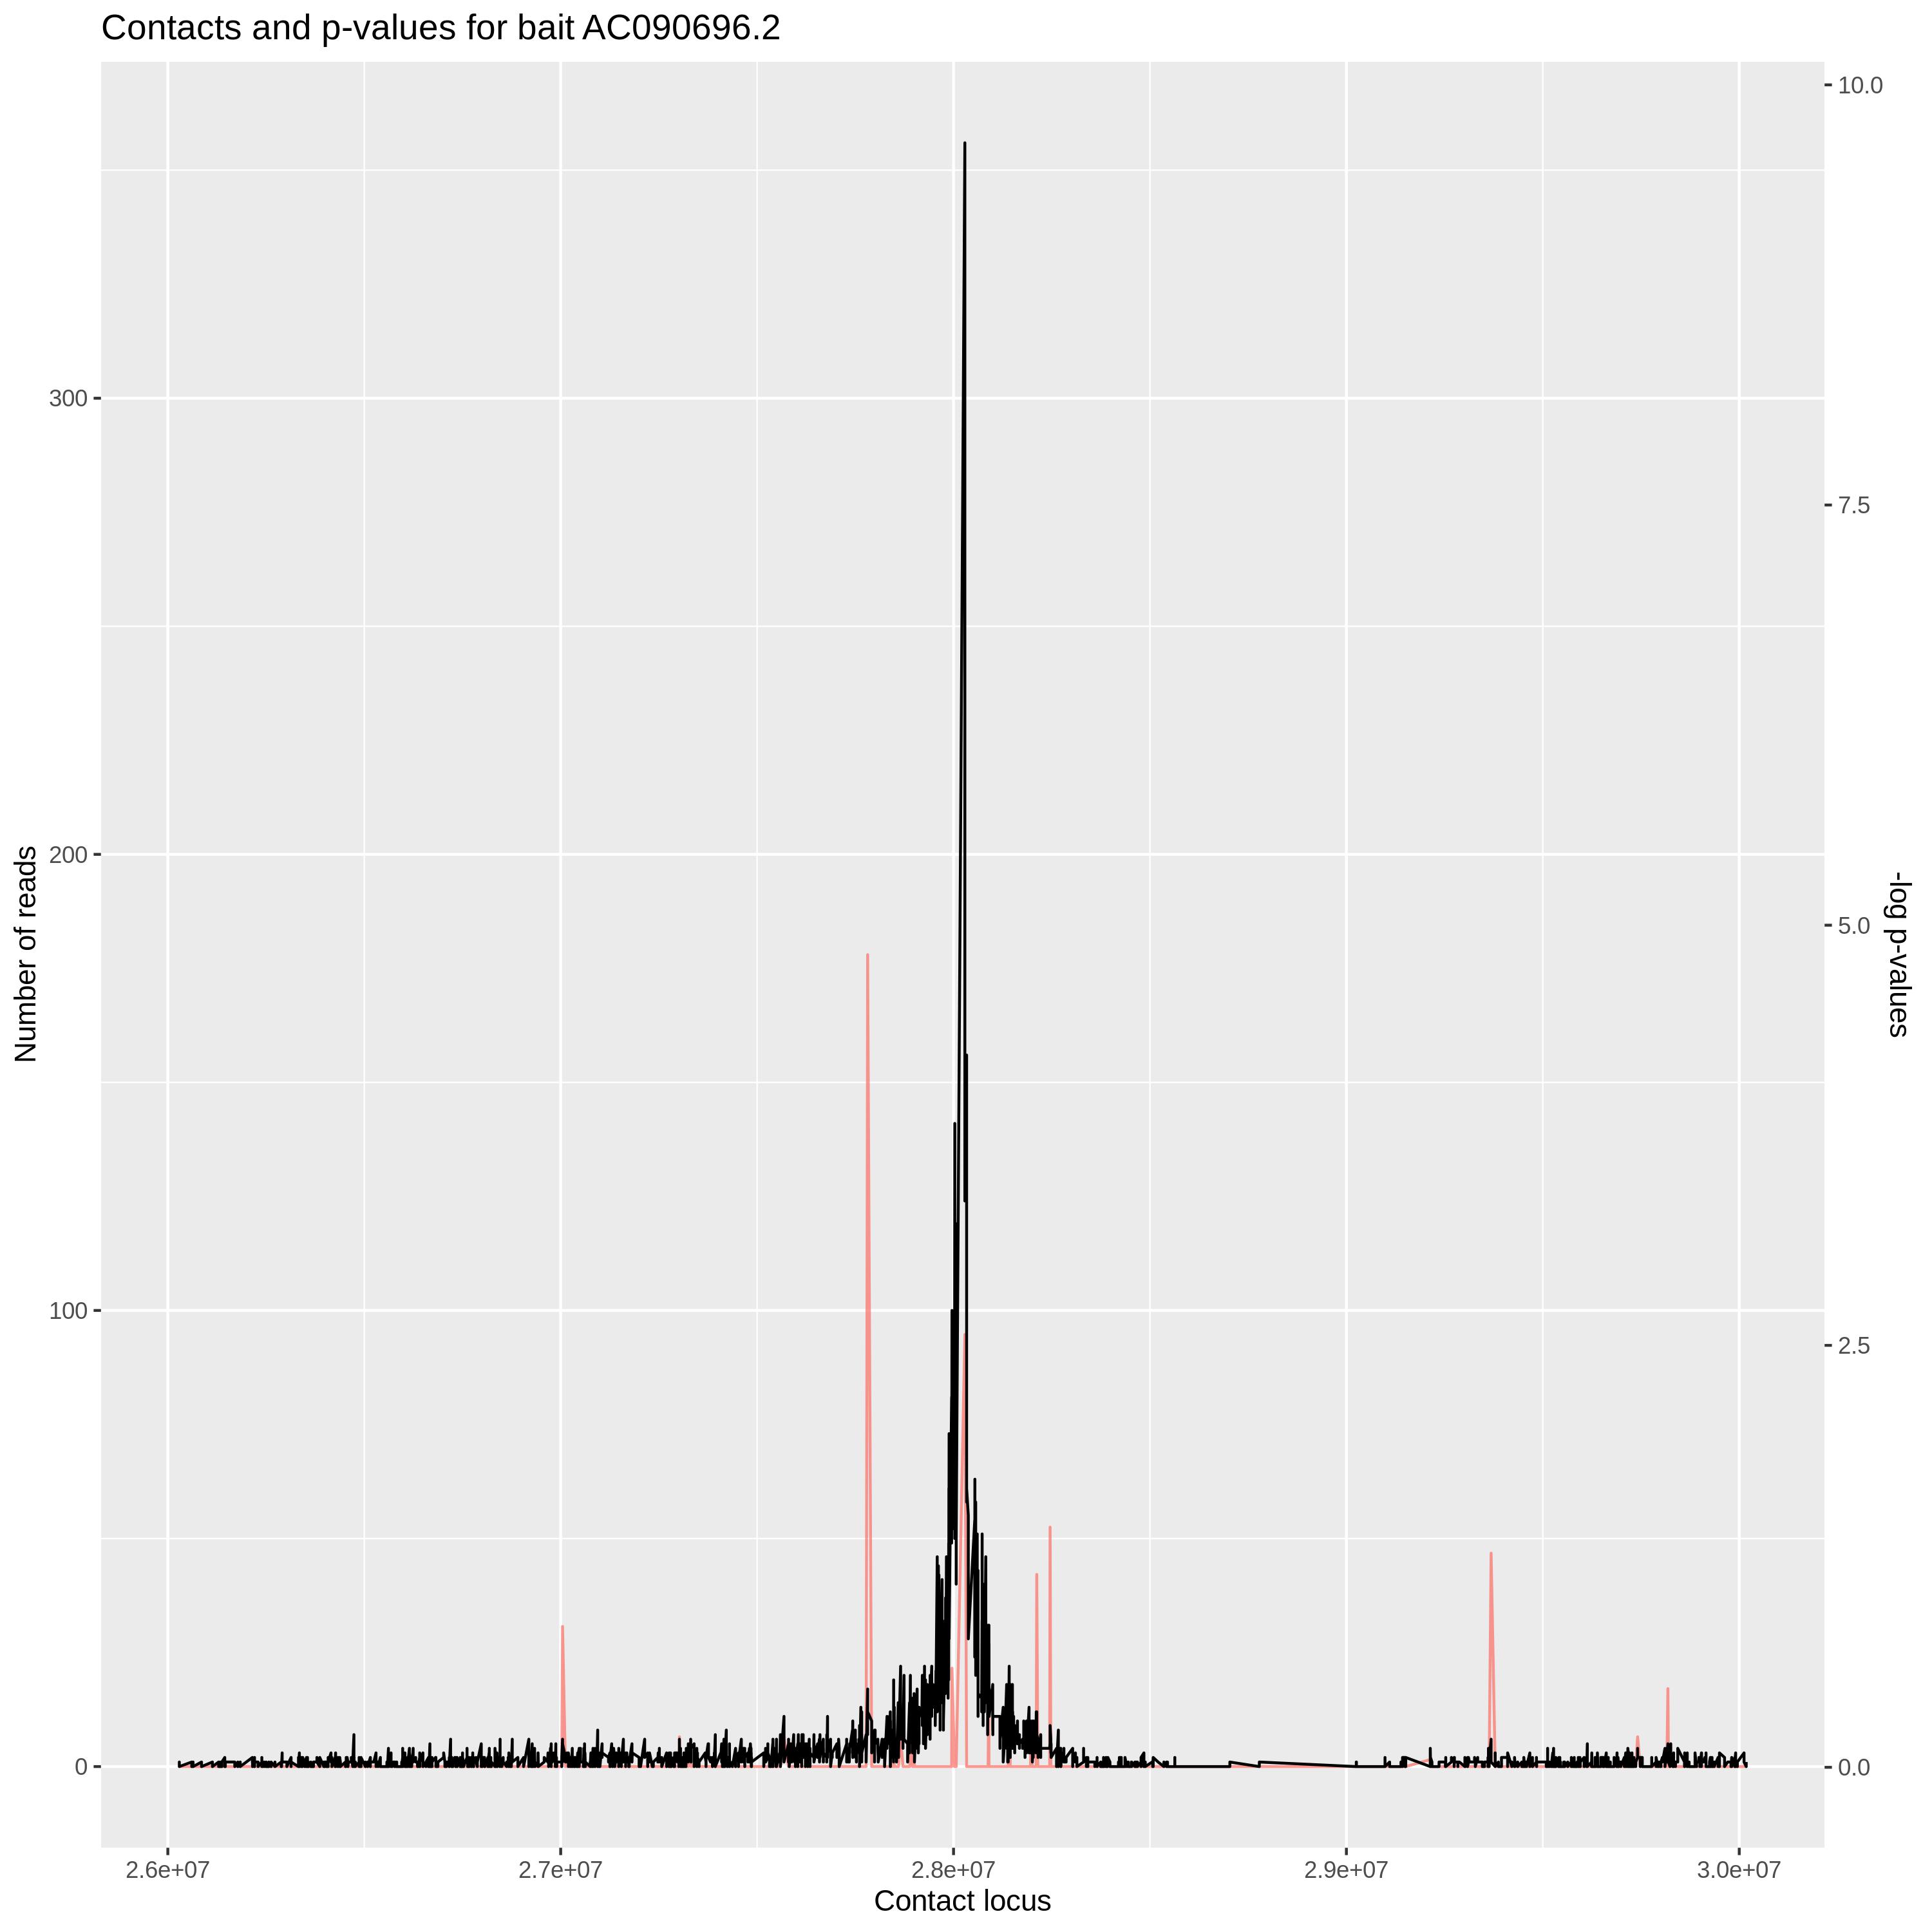 Contacts and p-values for bait AC090696.2
10.0
7.5
5.0
2.5
0.0
300
200
100
0
Number of reads
-log p-values
2.6e+07
2.7e+07
2.8e+07
2.9e+07
3.0e+07
Contact locus